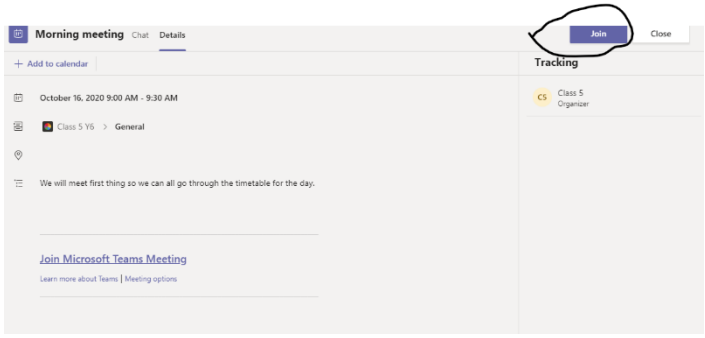 Morning meeting Chat Details
Join Close
+ Add to calendar
Tracking
October 16, 2020 9:00 AM - 9:30 AM
CS Class 5
Organizer
Class 5 Y6 > General
We will meet first thing so we can all go through the timetable for the day.
Join Microsoft Teams Meeting
Learn more about Teams | Meeting options